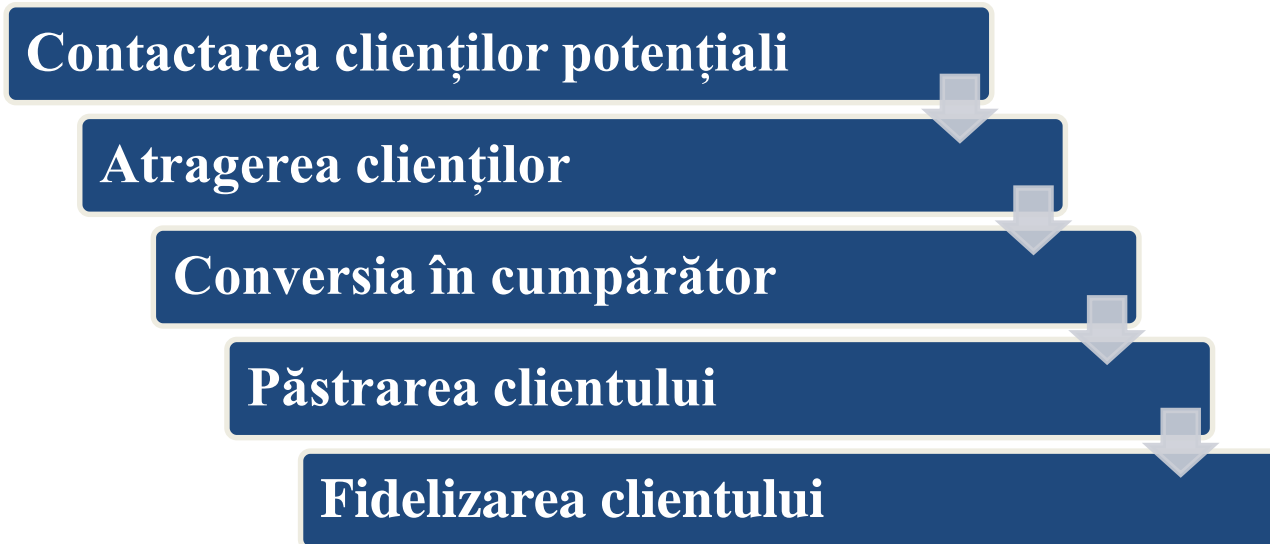 Contactarea clienților potențiali
Atragerea clienților
Conversia în cumpărător
Păstrarea clientului
Fidelizarea clientului